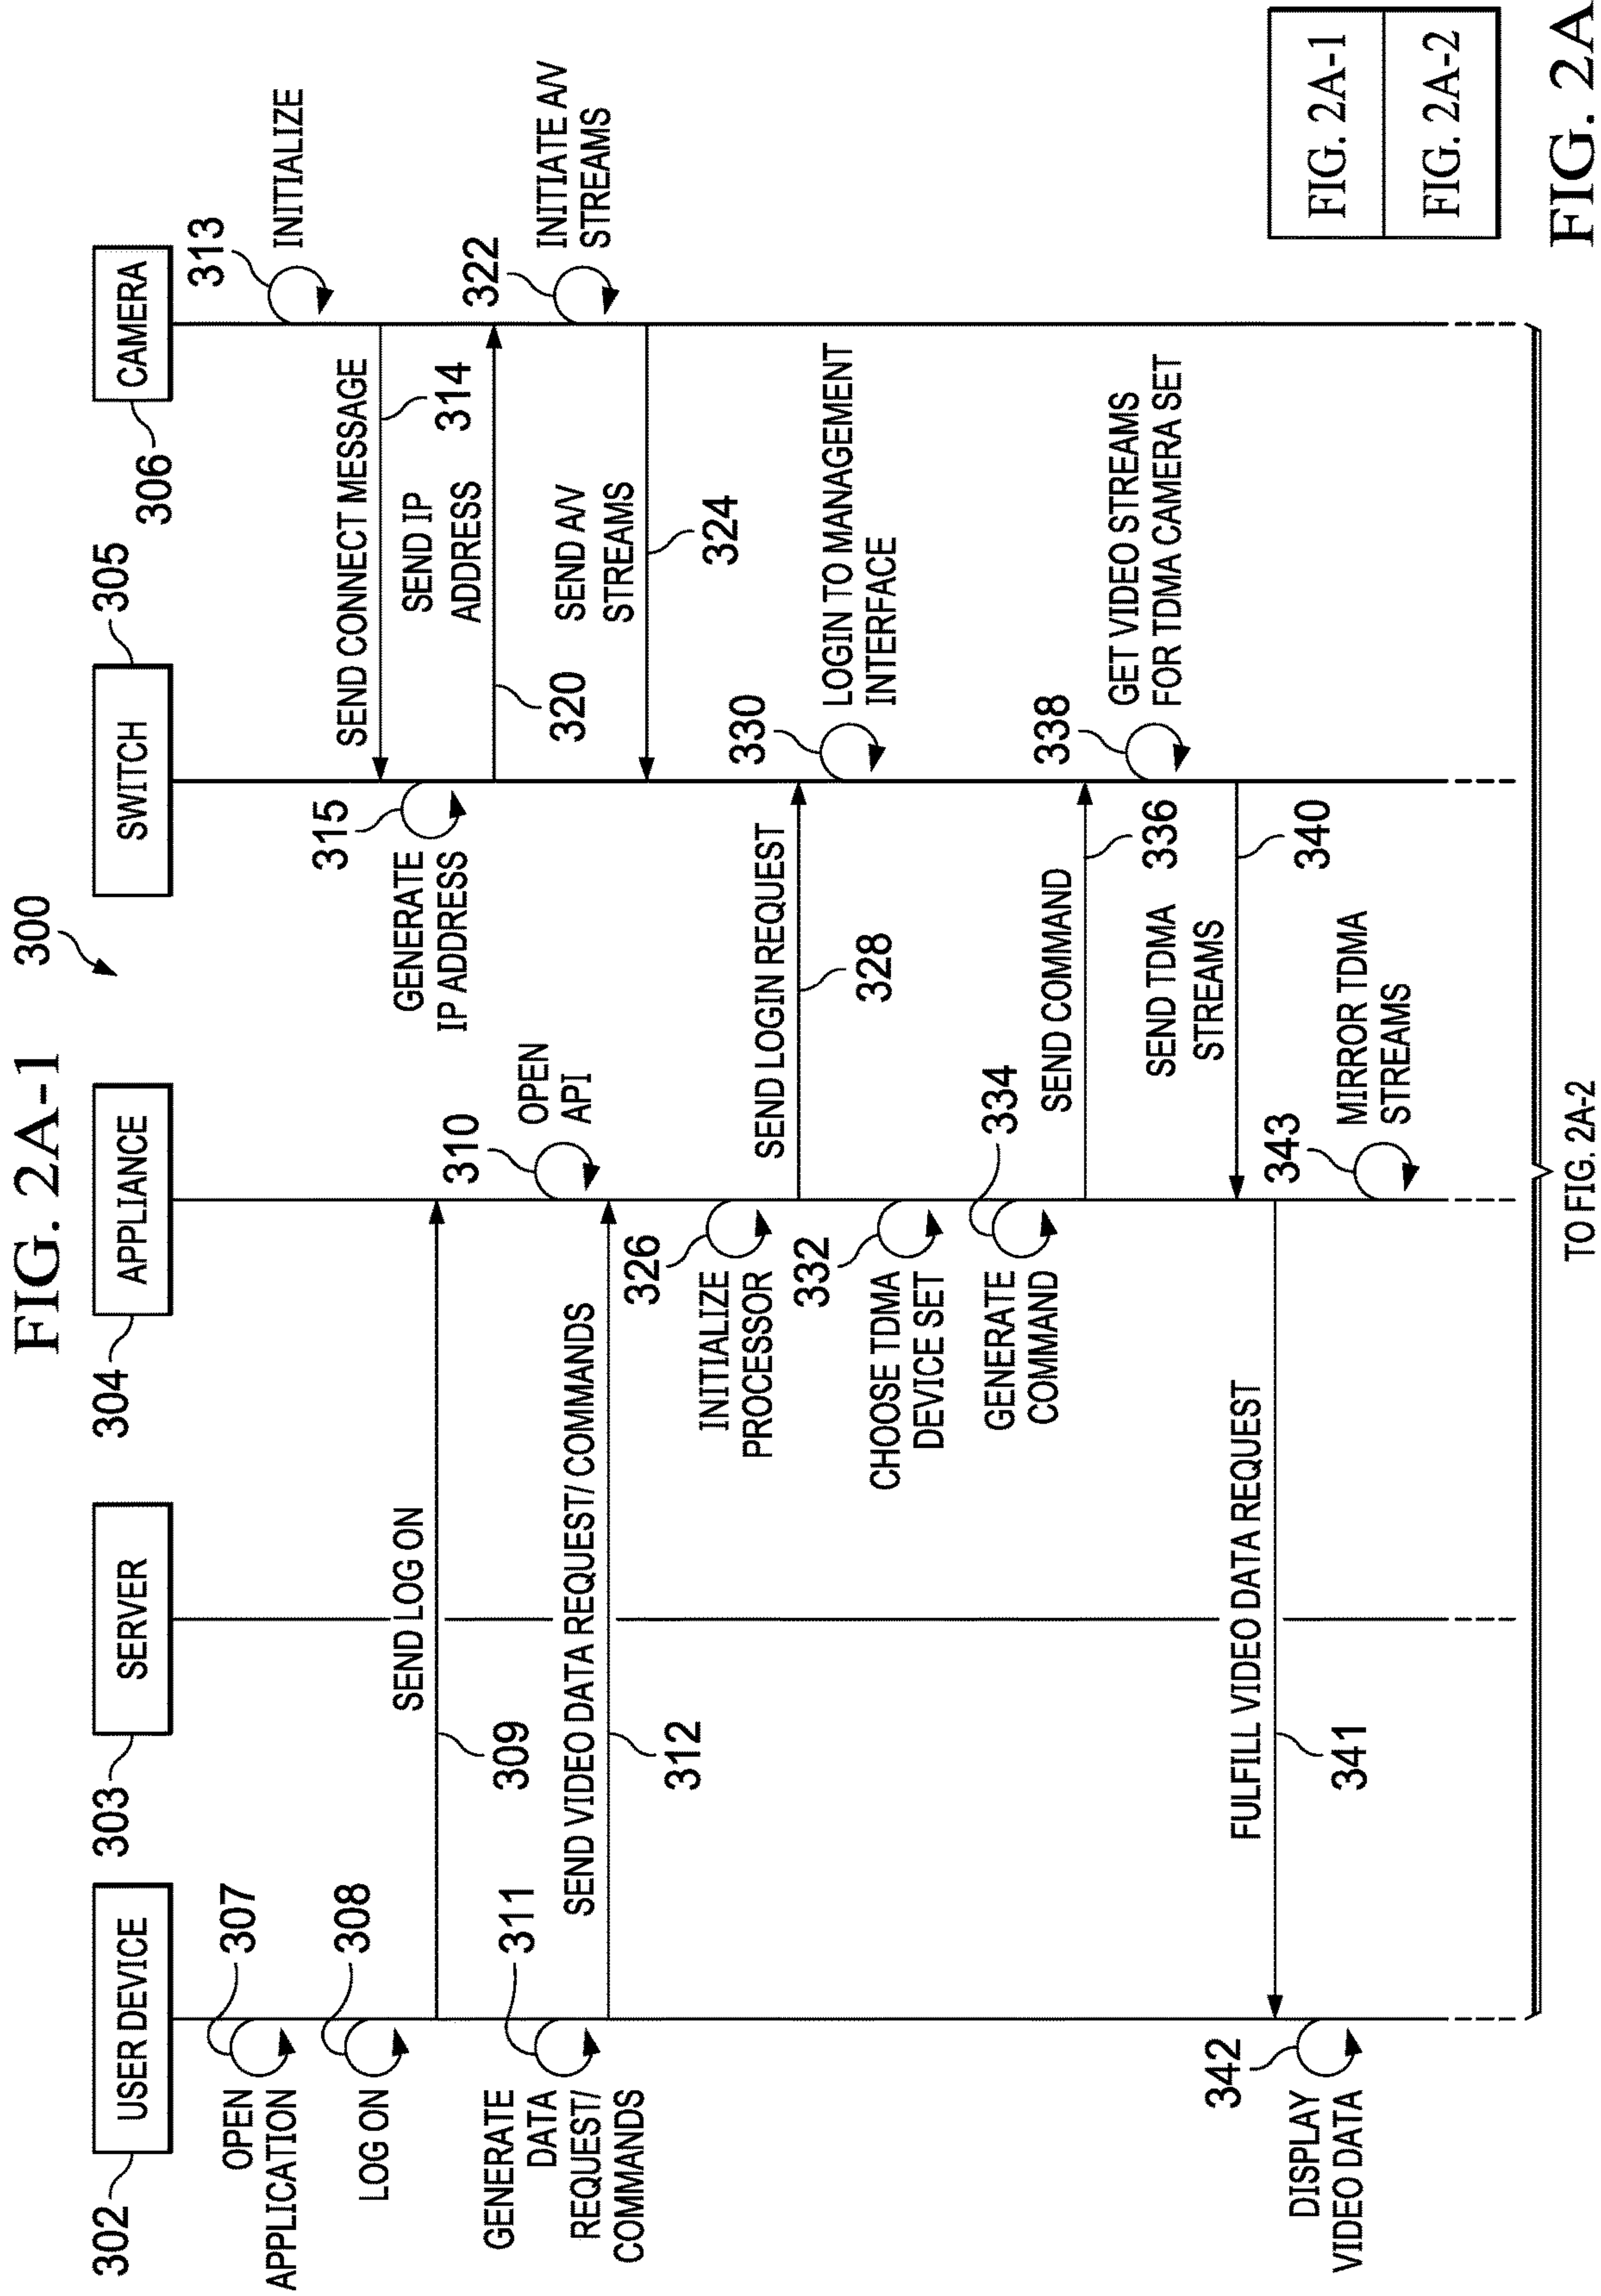 FIG. 2A-1
300
302
USER DEVICE
303
SERVER
304
APPLIANCE
SWITCH
305
306
CAMERA
307
OPEN
APPLICATION
313
INITIALIZE
308
LOG ON
SEND LOG ON
309
SEND CONNECT MESSAGE
314
315
GENERATE
IP ADDRESS
SEND IP
ADDRESS
320
311
GENERATE
DATA
REQUEST/
COMMANDS
310
OPEN
API
322
INITIATE A/V
STREAMS
SEND VIDEO DATA REQUEST/ COMMANDS
312
SEND A/V
STREAMS
324
326
INITIALIZE
PROCESSOR
SEND LOGIN REQUEST
328
330
LOGIN TO MANAGEMENT
INTERFACE
332
CHOOSE TDMA
DEVICE SET
334
GENERATE
COMMAND
SEND COMMAND
336
338
GET VIDEO STREAMS
FOR TDMA CAMERA SET
SEND TDMA
STREAMS
340
FULFILL VIDEO DATA REQUEST
341
342
DISPLAY
VIDEO DATA
343
MIRROR TDMA
STREAMS
TO FIG. 2A-2
FIG. 2A-1
FIG. 2A-2
FIG. 2A